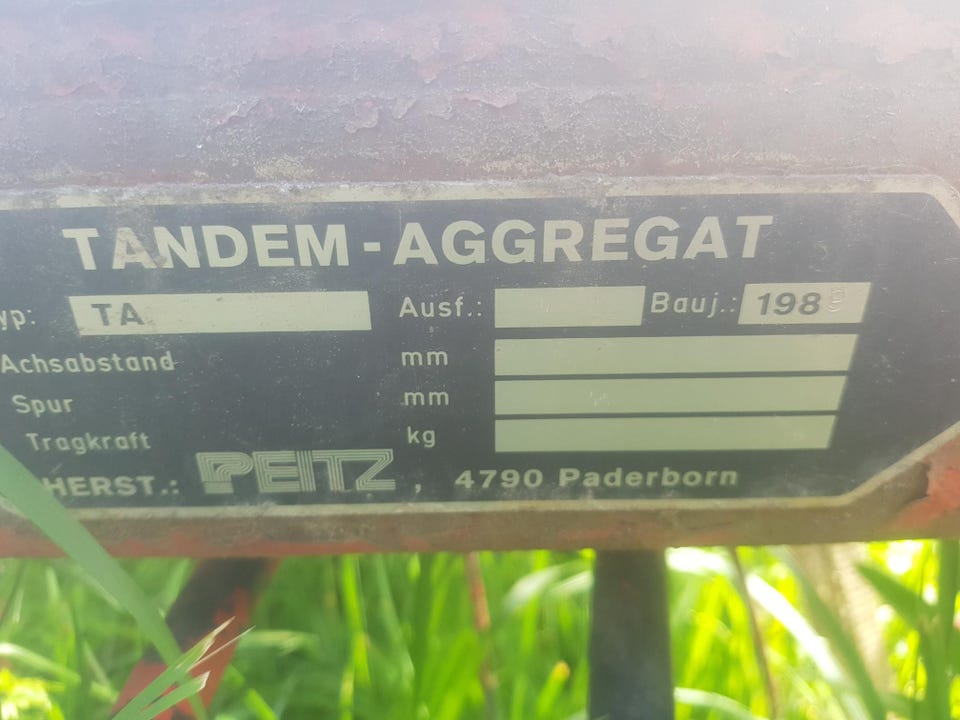 TANDEM-AGGREGAT
yp: TA Ausf.: Bauj.: 198
Achsabstand mm
Spur mm
Tragkraft kg
HERST.: PEITZ, 4790 Paderborn